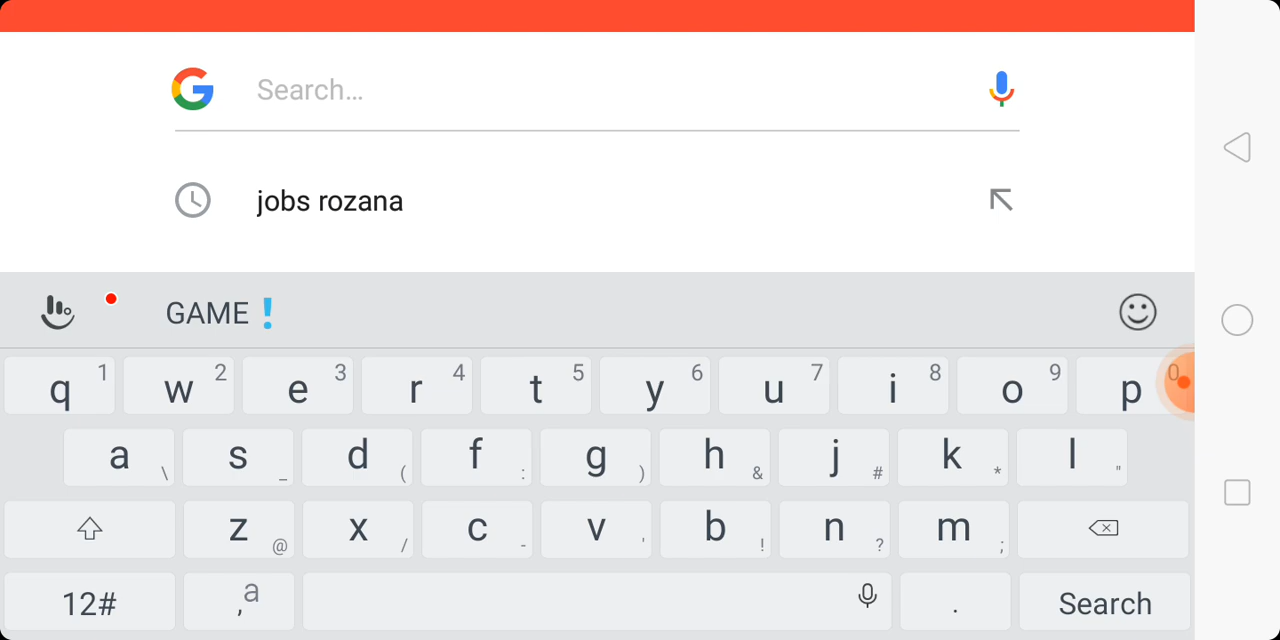 Search...
jobs rozana
GAME❗
q 1 w 2 e 3 r 4 t 5 y 6 u 7 i 8 o 9 p 0
a \ s _ d ( f : g ) h & j # k * l "
z @ x / c - v ' b ! n ? m ;
12# , a . Search